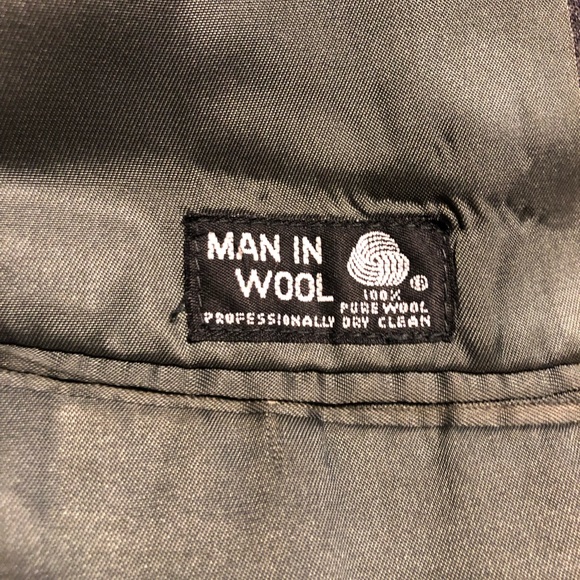 MAN IN
WOOL
100%
PURE WOOL
PROFESSIONALLY DRY CLEAN